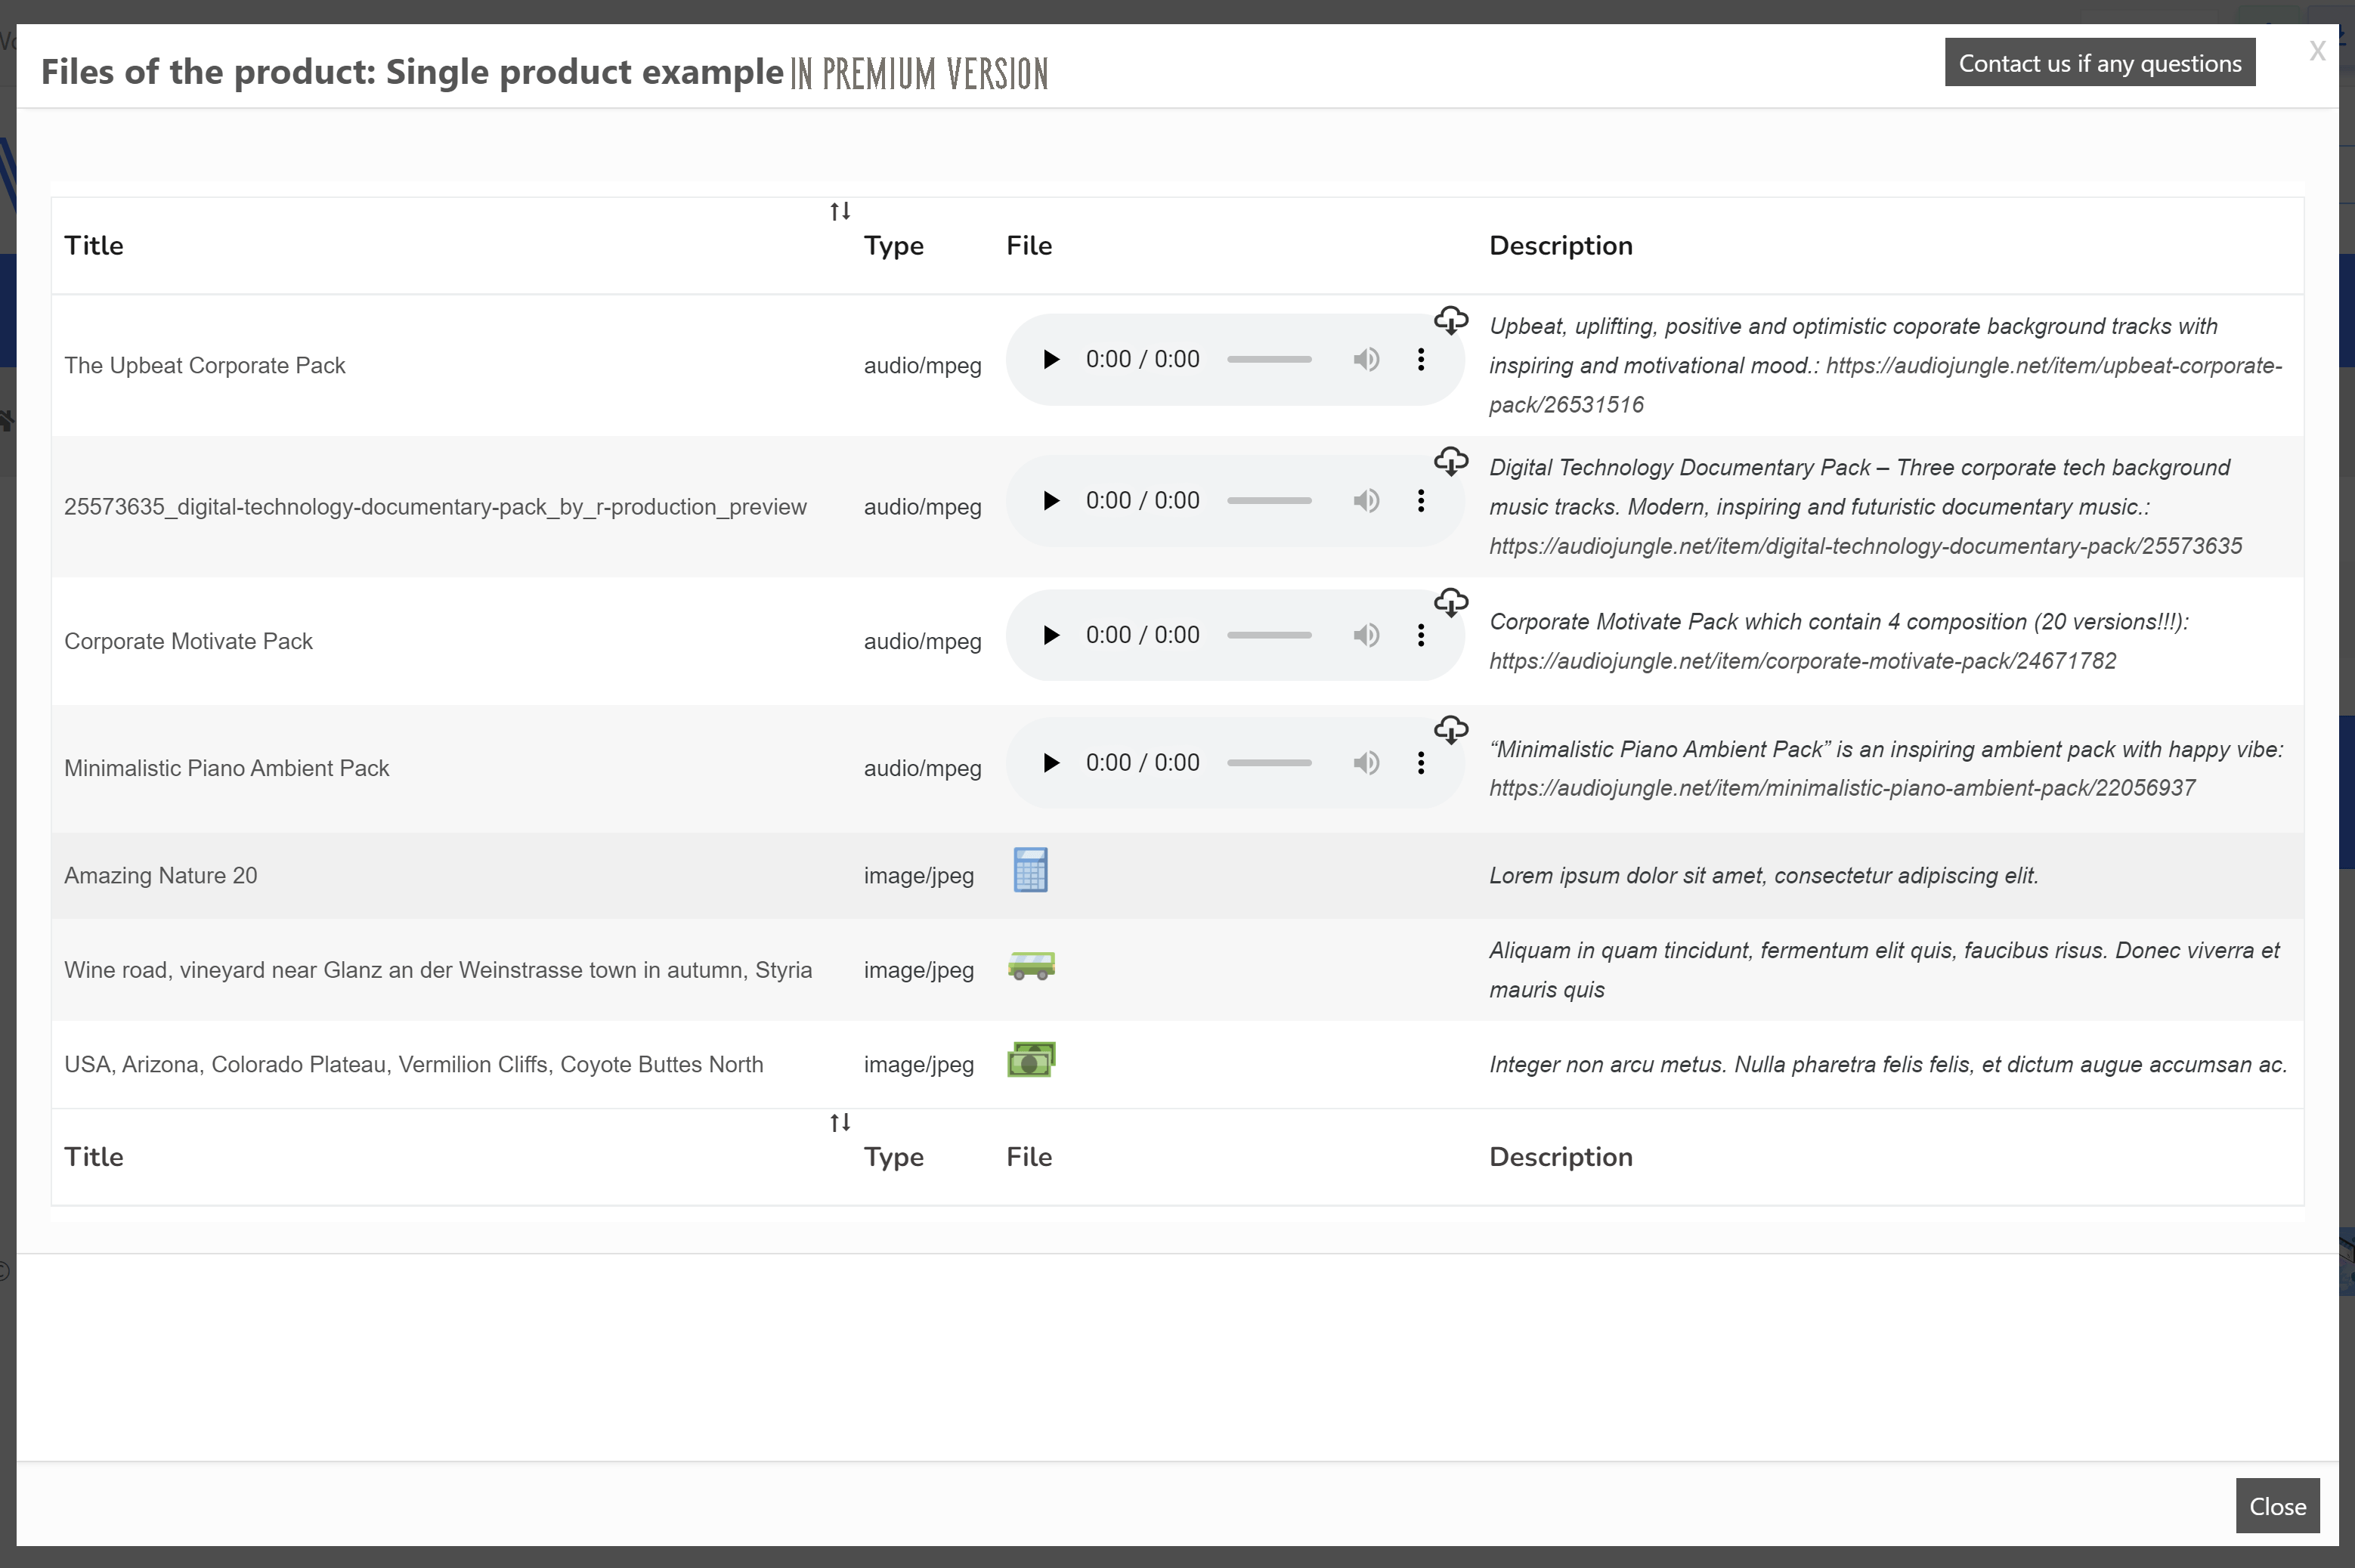 Files of the product: Single product example IN PREMIUM VERSION
Contact us if any questions
X
Title
Type
File
Description
The Upbeat Corporate Pack
audio/mpeg
0:00 / 0:00
Upbeat, uplifting, positive and optimistic coporate background tracks with
inspiring and motivational mood.: https://audiojungle.net/item/upbeat-corporate-
pack/26531516
25573635_digital-technology-documentary-pack_by_r-production_preview
audio/mpeg
0:00 / 0:00
Digital Technology Documentary Pack – Three corporate tech background
music tracks. Modern, inspiring and futuristic documentary music.:
https://audiojungle.net/item/digital-technology-documentary-pack/25573635
Corporate Motivate Pack
audio/mpeg
0:00 / 0:00
Corporate Motivate Pack which contain 4 composition (20 versions!!!):
https://audiojungle.net/item/corporate-motivate-pack/24671782
Minimalistic Piano Ambient Pack
audio/mpeg
0:00 / 0:00
“Minimalistic Piano Ambient Pack” is an inspiring ambient pack with happy vibe:
https://audiojungle.net/item/minimalistic-piano-ambient-pack/22056937
Amazing Nature 20
image/jpeg
Lorem ipsum dolor sit amet, consectetur adipiscing elit.
Wine road, vineyard near Glanz an der Weinstrasse town in autumn, Styria
image/jpeg
Aliquam in quam tincidunt, fermentum elit quis, faucibus risus. Donec viverra et
mauris quis
USA, Arizona, Colorado Plateau, Vermilion Cliffs, Coyote Buttes North
image/jpeg
Integer non arcu metus. Nulla pharetra felis felis, et dictum augue accumsan ac.
Title
Type
File
Description
Close